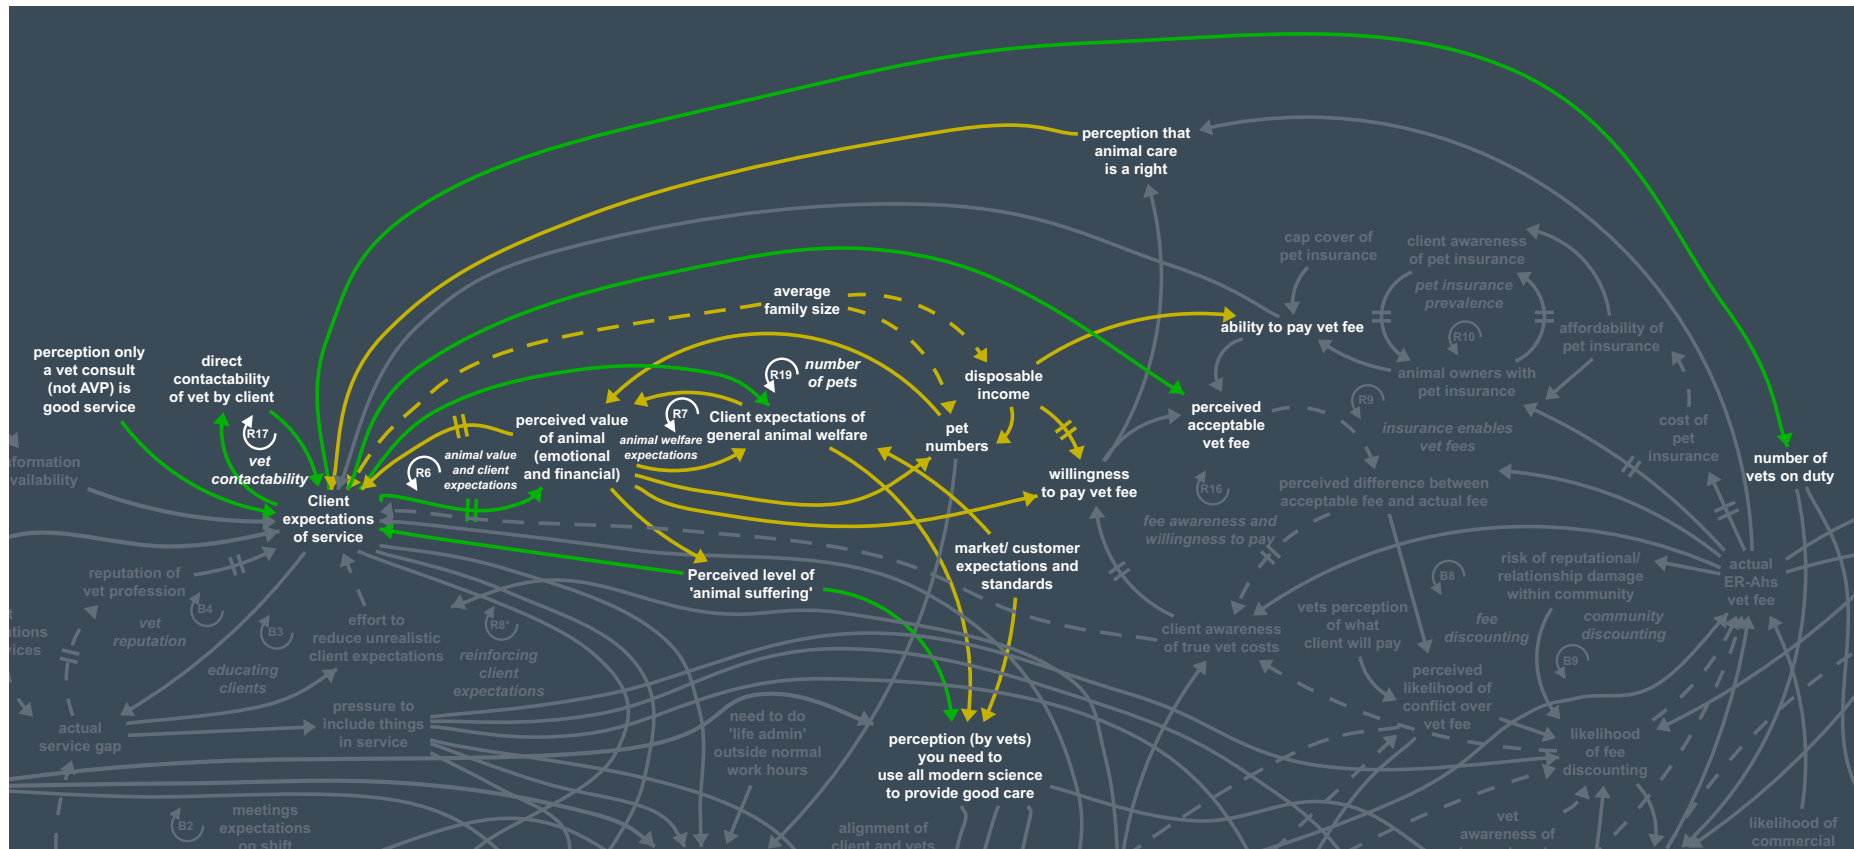 perception that
animal care
is a right
cap cover of
pet insurance
client awareness
of pet insurance
pet insurance
prevalence
average
family size
ability to pay vet fee
affordability of
pet insurance
R10
perception only
a vet consult
(not AVP) is
good service
direct
contactability
of vet by client
R17
vet
contactability
R19
number
of pets
disposable
income
animal owners with
pet insurance
R9
insurance enables
vet fees
cost of
pet
insurance
perceived value
of animal
(emotional
and financial)
R7
animal welfare
expectations
Client expectations of
general animal welfare
pet
numbers
perceived
acceptable
vet fee
R6
animal value
and client
expectations
willingness
to pay vet fee
R16
fee awareness and
willingness to pay
perceived difference between
acceptable fee and actual fee
number of
vets on duty
Client
expectations
of service
market/ customer
expectations and
standards
Perceived level of
'animal suffering'
reputation of
vet profession
B4
vet
reputation
B3
educating
clients
effort to
reduce unrealistic
client expectations
R8*
reinforcing
client
expectations
client awareness
of true vet costs
vets perception
of what
client will pay
B8
fee
discounting
risk of reputational/
relationship damage
within community
community
discounting
B9
actual
ER-Ahs
vet fee
perceived
likelihood of
conflict over
vet fee
actual
service gap
pressure to
include things
in service
need to do
'life admin'
outside normal
work hours
perception (by vets)
you need to
use all modern science
to provide good care
likelihood
of fee
discounting
B2
meetings
expectations
on shift
alignment of
client and vets
vet
awareness of
likelihood of
commercial